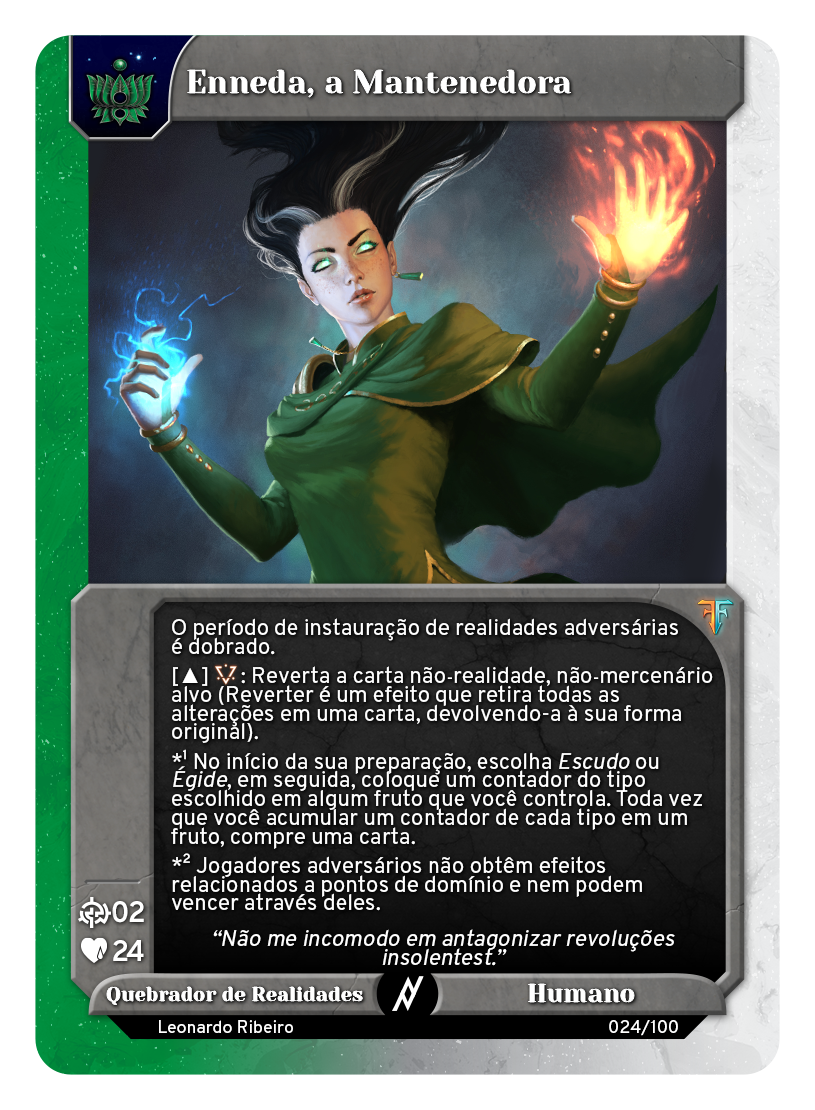 Enneda, a Mantenedora
O período de instauração de realidades adversárias
é dobrado.
[▲] : Reverta a carta não-realidade, não-mercenário
alvo (Reverter é um efeito que retira todas as
alterações em uma carta, devolvendo-a à sua forma
original).
*¹ No início da sua preparação, escolha Escudo ou
Égide, em seguida, coloque um contador do tipo
escolhido em algum fruto que você controla. Toda vez
que você acumular um contador de cada tipo em um
fruto, compre uma carta.
*² Jogadores adversários não obtêm efeitos
relacionados a pontos de domínio e nem podem
vencer através deles.
02
24
“Não me incomodo em antagonizar revoluções
insolentest.”
Quebrador de Realidades
Humano
Leonardo Ribeiro
024/100